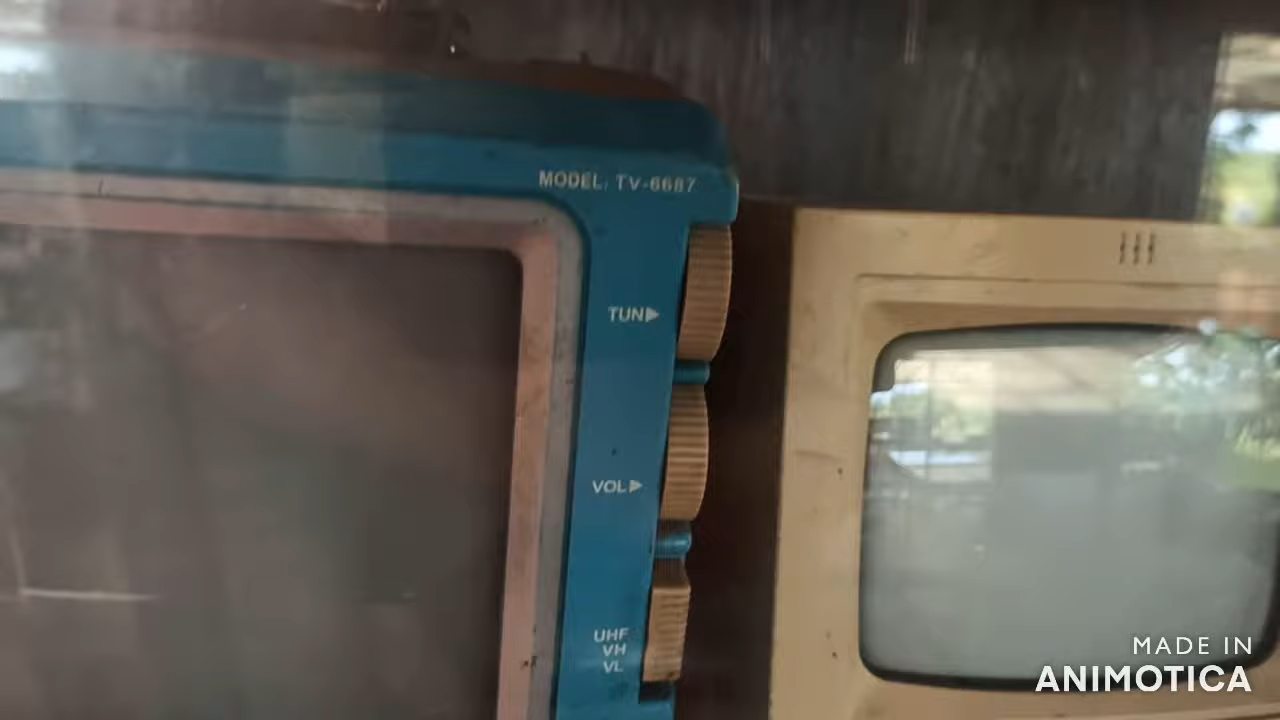 MODEL: TV-6687
TUN▶
VOL▶
UHF
VH
VL
MADE IN
ANIMOTICA